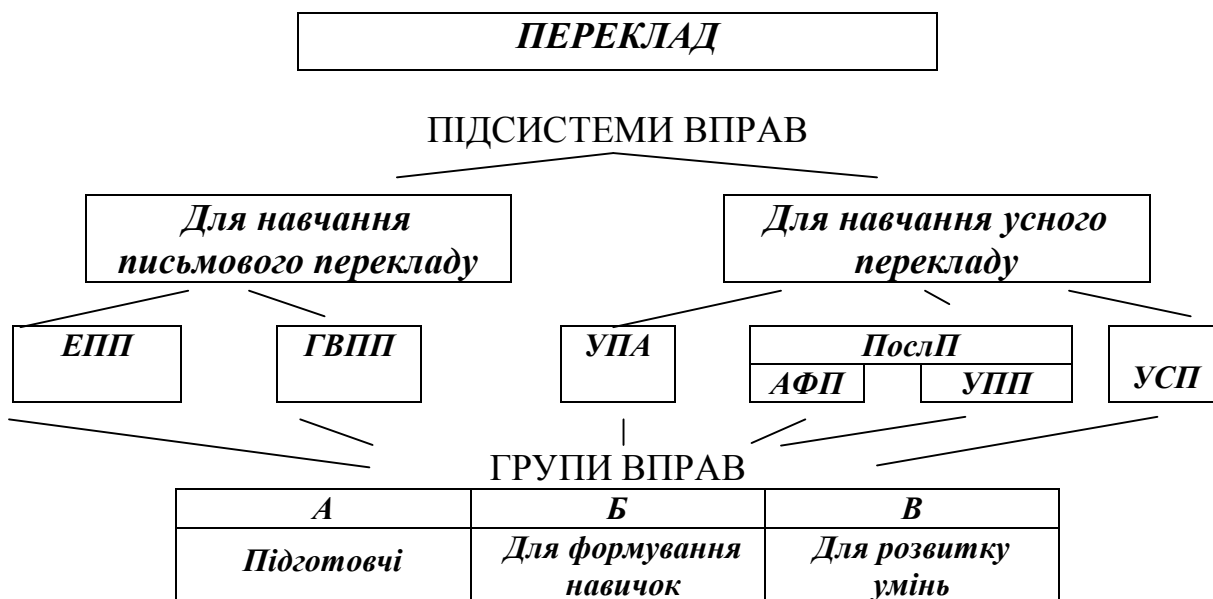 ПЕРЕКЛАД
ПІДСИСТЕМИ ВПРАВ
Для навчання
письмового перекладу
Для навчання усного
перекладу
ЕПП
ГВПП
УПА
ПослП
АФП
УПП
УСП
ГРУПИ ВПРАВ
А
Б
В
Підготовчі
Для формування
навичок
Для розвитку
умінь